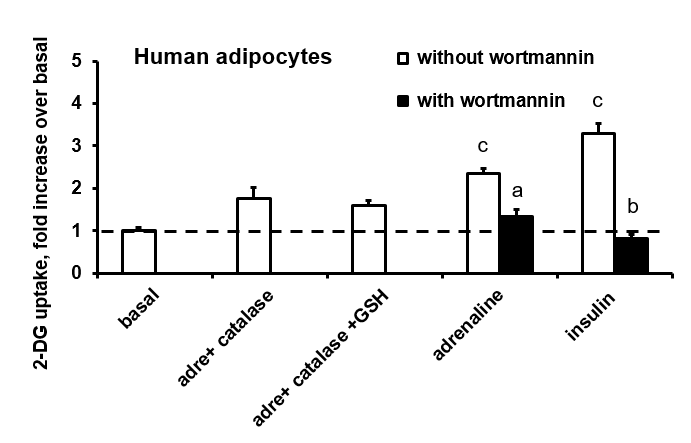 Human adipocytes
without wortmannin
with wortmannin
2-DG uptake, fold increase over basal
5
4
3
2
1
0
c
a
c
b
basal
adre+ catalase
adre+ catalase +GSH
adrenaline
insulin